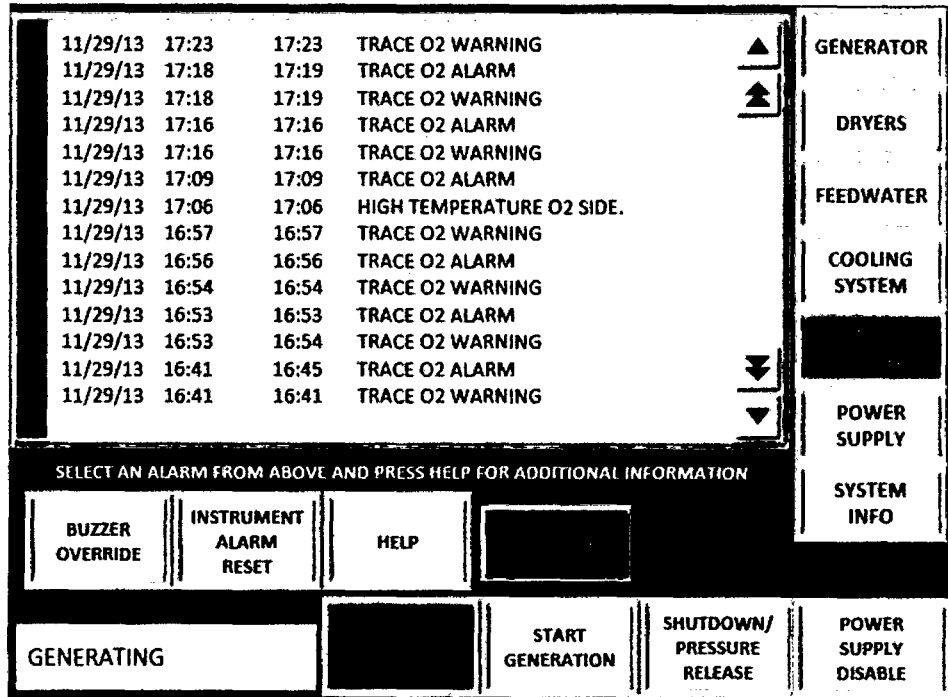 11/29/13 17:23 17:23 TRACE O2 WARNING
11/29/13 17:18 17:19 TRACE O2 ALARM
11/29/13 17:18 17:19 TRACE O2 WARNING
11/29/13 17:16 17:16 TRACE O2 ALARM
11/29/13 17:16 17:16 TRACE O2 WARNING
11/29/13 17:09 17:09 TRACE O2 ALARM
11/29/13 17:06 17:06 HIGH TEMPERATURE O2 SIDE.
11/29/13 16:57 16:57 TRACE O2 WARNING
11/29/13 16:56 16:56 TRACE O2 ALARM
11/29/13 16:54 16:54 TRACE O2 WARNING
11/29/13 16:53 16:53 TRACE O2 ALARM
11/29/13 16:53 16:54 TRACE O2 WARNING
11/29/13 16:41 16:45 TRACE O2 ALARM
11/29/13 16:41 16:41 TRACE O2 WARNING
GENERATOR
DRYERS
FEEDWATER
COOLING
SYSTEM
POWER
SUPPLY
SYSTEM
INFO
SELECT AN ALARM FROM ABOVE AND PRESS HELP FOR ADDITIONAL INFORMATION
BUZZER
OVERRIDE
INSTRUMENT
ALARM
RESET
HELP
GENERATING
START
GENERATION
SHUTDOWN/
PRESSURE
RELEASE
POWER
SUPPLY
DISABLE